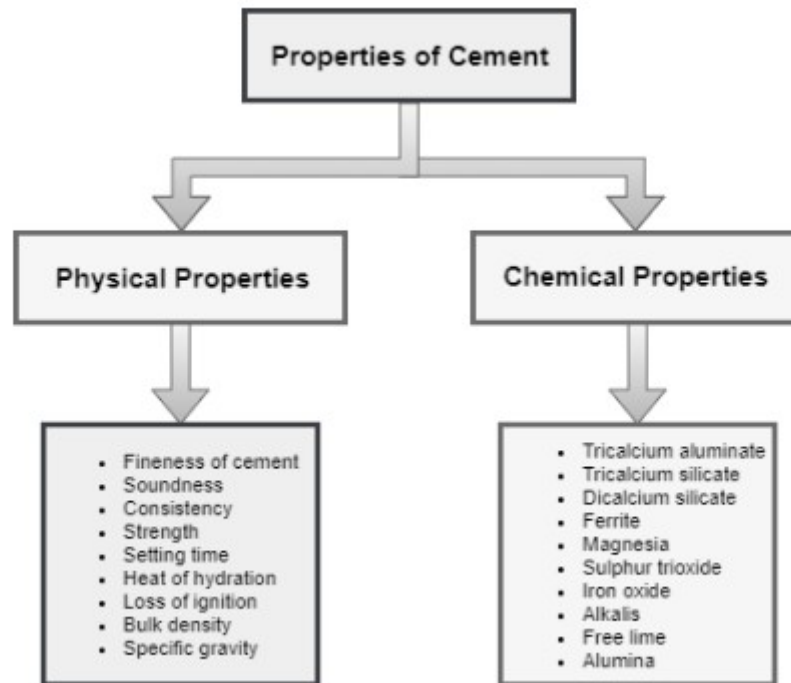 Properties of Cement
Physical Properties
Chemical Properties
• Fineness of cement
• Soundness
• Consistency
• Strength
• Setting time
• Heat of hydration
• Loss of ignition
• Bulk density
• Specific gravity
• Tricalcium aluminate
• Tricalcium silicate
• Dicalcium silicate
• Ferrite
• Magnesia
• Sulphur trioxide
• Iron oxide
• Alkalis
• Free lime
• Alumina